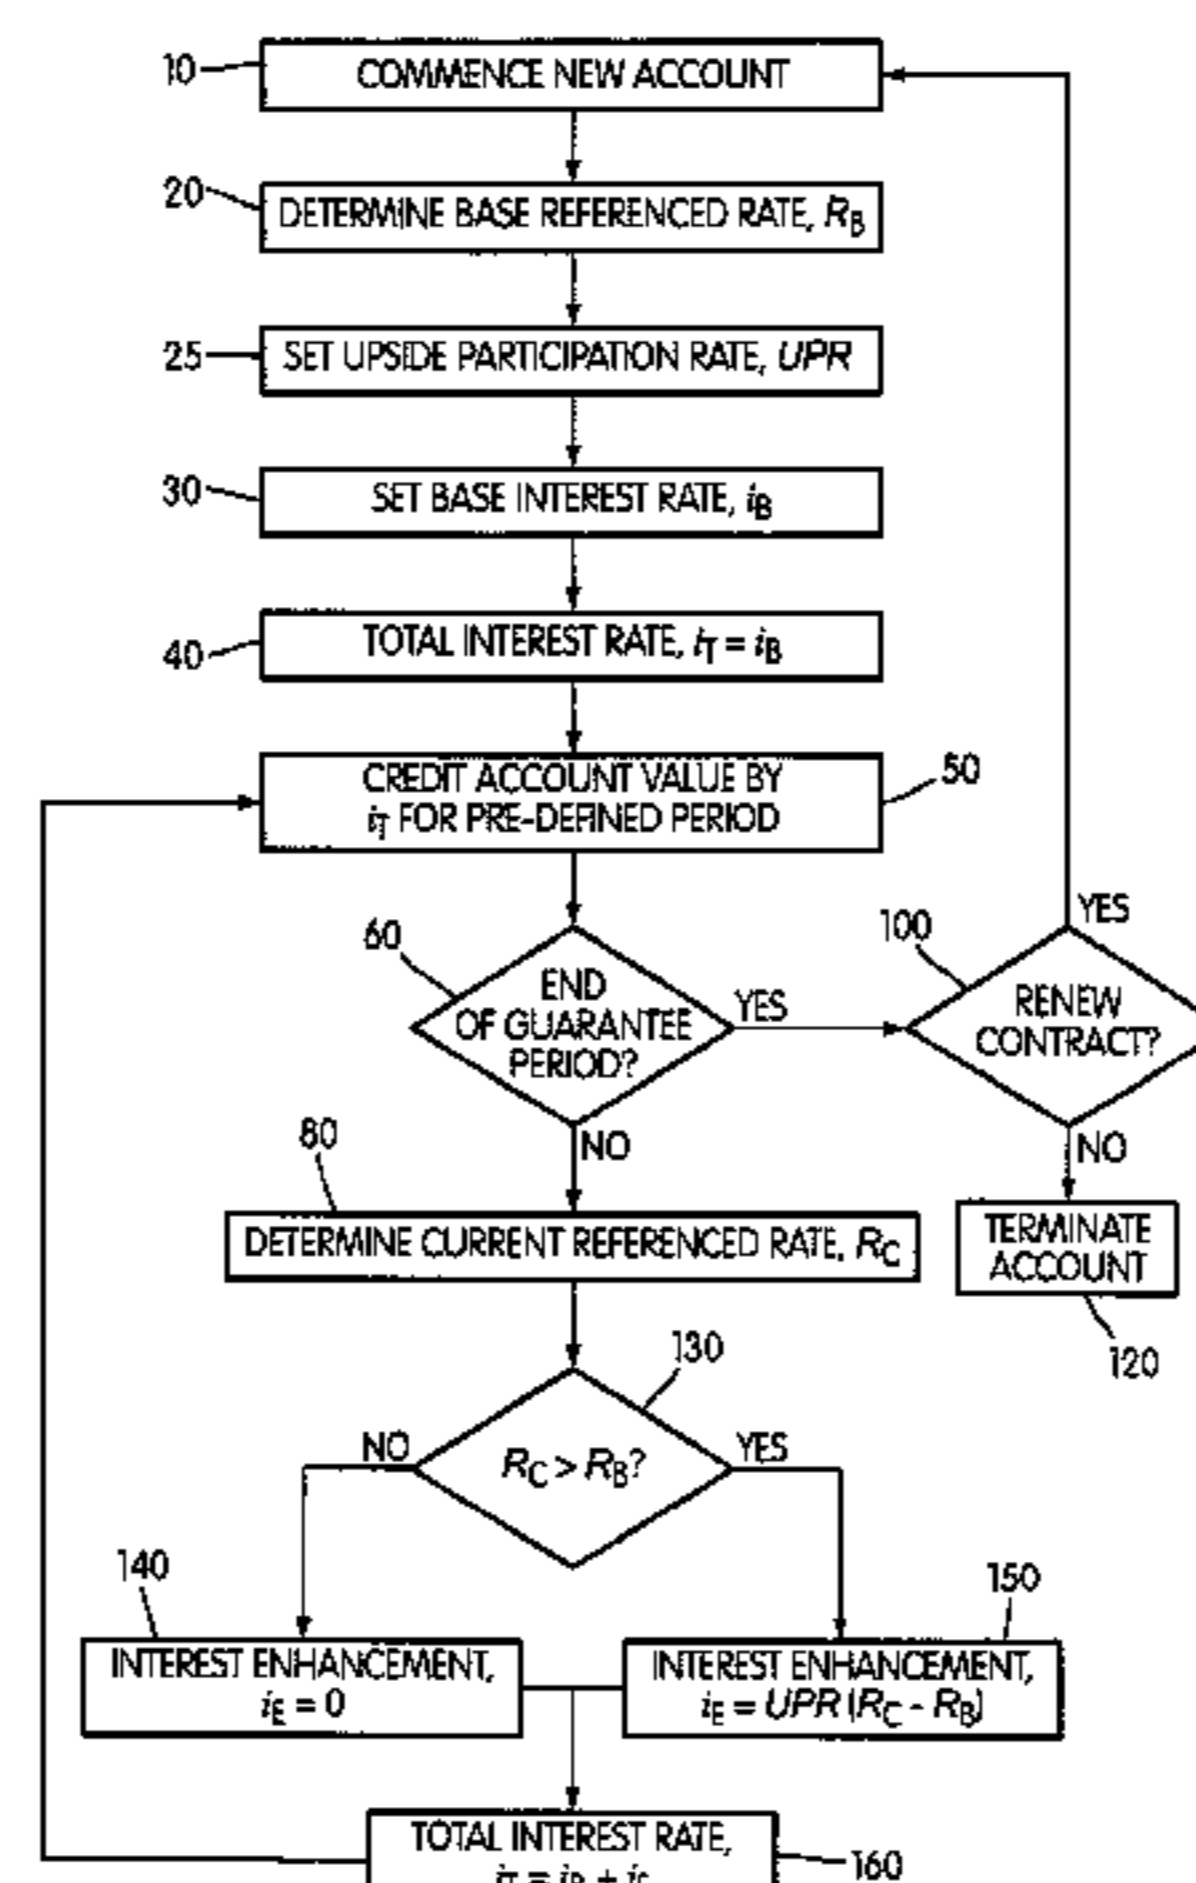 10
COMMENCE NEW ACCOUNT
20
DETERMINE BASE REFERENCED RATE, RB
25
SET UPSIDE PARTICIPATION RATE, UPR
30
SET BASE INTEREST RATE, iB
40
TOTAL INTEREST RATE, iT = iB
50
CREDIT ACCOUNT VALUE BY
iT FOR PRE-DEFINED PERIOD
60
END
OF GUARANTEE
PERIOD?
YES
NO
100
RENEW
CONTRACT?
YES
NO
TERMINATE
ACCOUNT
120
80
DETERMINE CURRENT REFERENCED RATE, RC
130
RC > RB?
NO
YES
140
INTEREST ENHANCEMENT,
iE = 0
150
INTEREST ENHANCEMENT,
iE = UPR (RC - RB)
TOTAL INTEREST RATE,
160